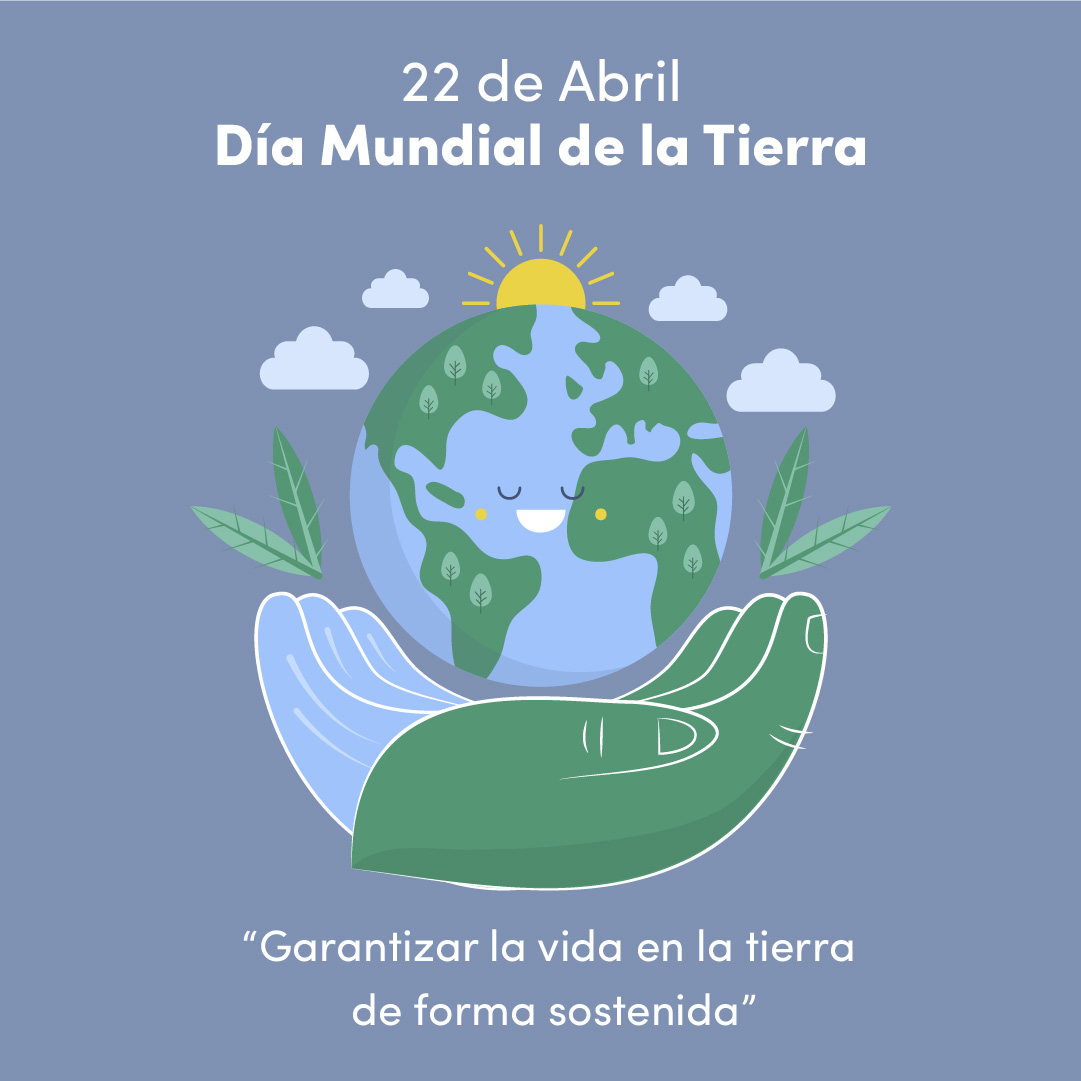 22 de Abril
Día Mundial de la Tierra
“Garantizar la vida en la tierra
de forma sostenida”